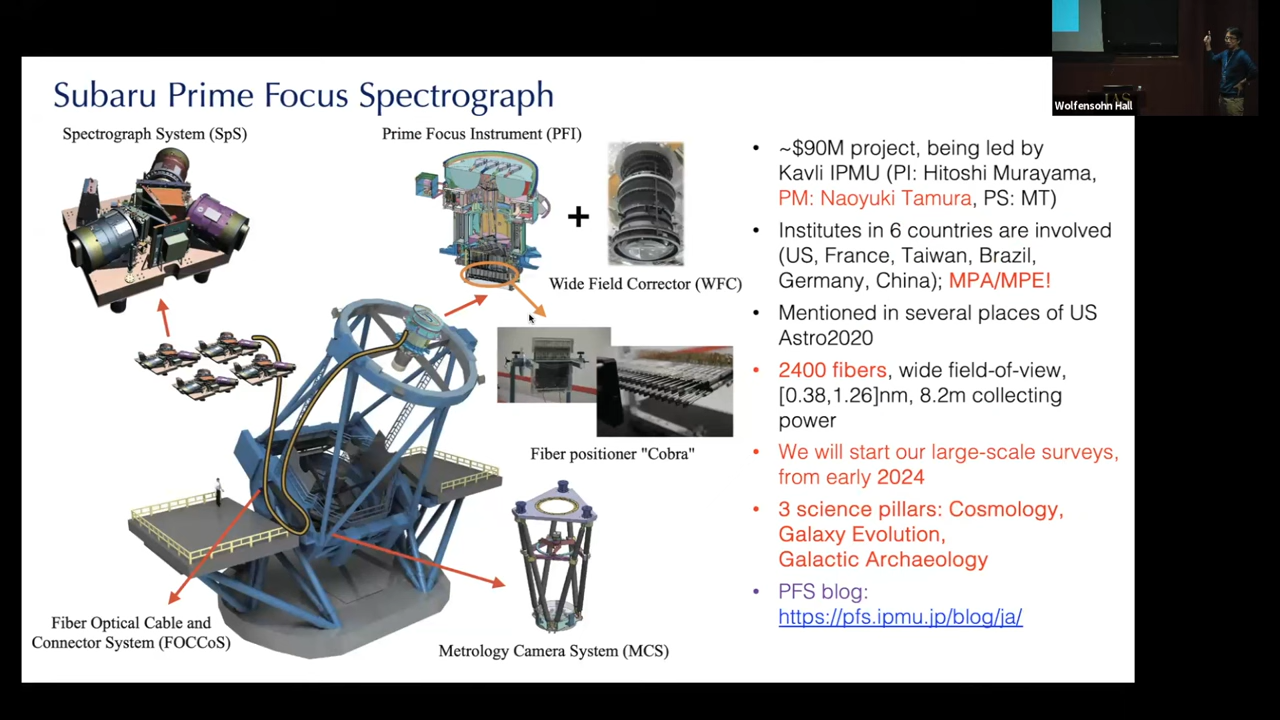 Subaru Prime Focus Spectrograph
Spectrograph System (SpS)
Prime Focus Instrument (PFI)
+
Wide Field Corrector (WFC)
Fiber positioner "Cobra"
Fiber Optical Cable and
Connector System (FOCCoS)
Metrology Camera System (MCS)
• ~$90M project, being led by
Kavli IPMU (PI: Hitoshi Murayama,
PM: Naoyuki Tamura, PS: MT)
• Institutes in 6 countries are involved
(US, France, Taiwan, Brazil,
Germany, China); MPA/MPE!
• Mentioned in several places of US
Astro2020
• 2400 fibers, wide field-of-view,
[0.38,1.26]nm, 8.2m collecting
power
• We will start our large-scale surveys,
from early 2024
• 3 science pillars: Cosmology,
Galaxy Evolution,
Galactic Archaeology
• PFS blog:
https://pfs.ipmu.jp/blog/ja/
Wolfensohn Hall
IAS